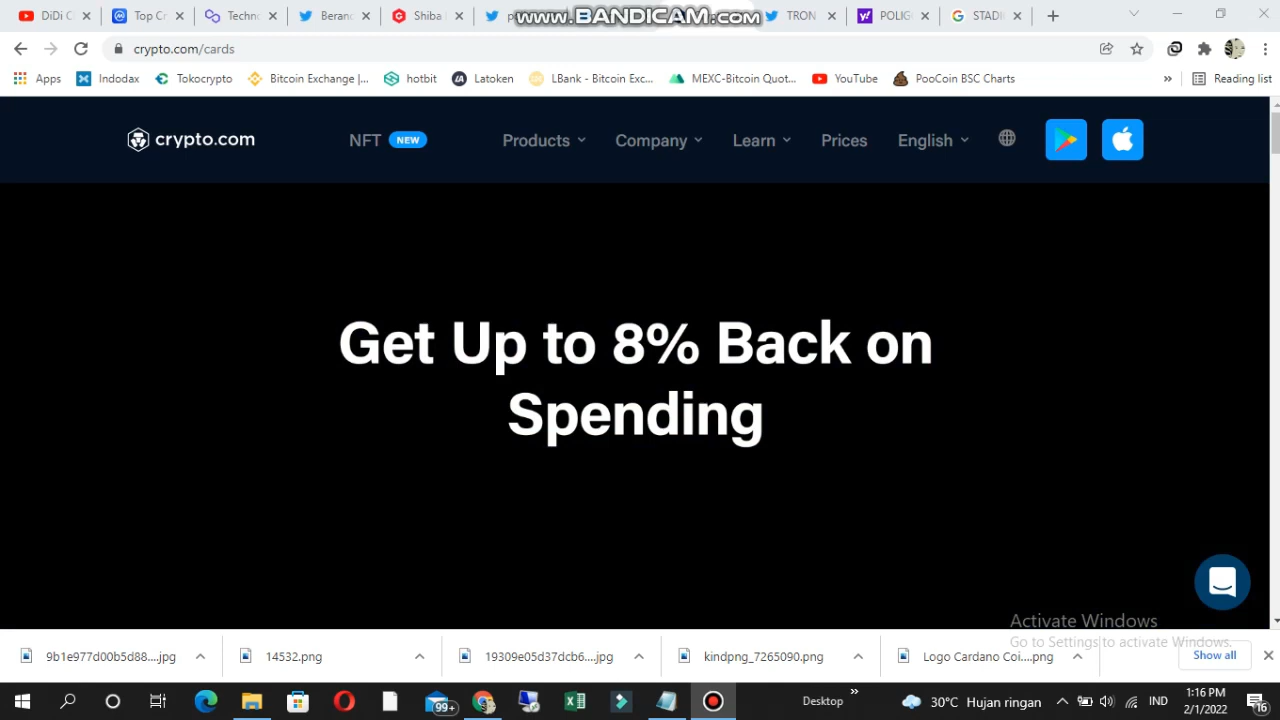 DiDi C
Top Cr
Techno
Beran
Shiba
www.BANDICAM.com
TRON
POLIG
STADI
crypto.com/cards
Apps
Indodax
Tokocrypto
Bitcoin Exchange |...
hotbit
Latoken
LBank - Bitcoin Exc...
MEXC-Bitcoin Quot...
YouTube
PooCoin BSC Charts
»
Reading list
crypto.com
NFT NEW
Products
Company
Learn
Prices
English
Get Up to 8% Back on
Spending
Activate Windows
Go to Settings to activate Windows.
9b1e977d00b5d88....jpg
14532.png
19309e05d37dcb6....jpg
kindpng_7265090.png
Logo Cardano Coi....png
Show all
99+
Desktop
»
30°C Hujan ringan
IND
1:16 PM
2/1/2022
16